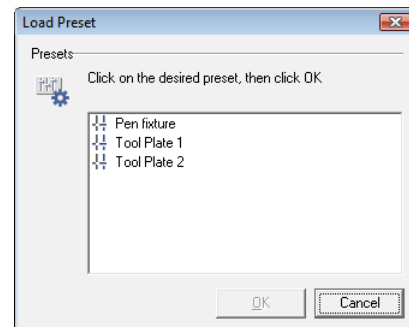 Load Preset
Presets
Click on the desired preset, then click OK
Pen fixture
Tool Plate 1
Tool Plate 2
OK
Cancel